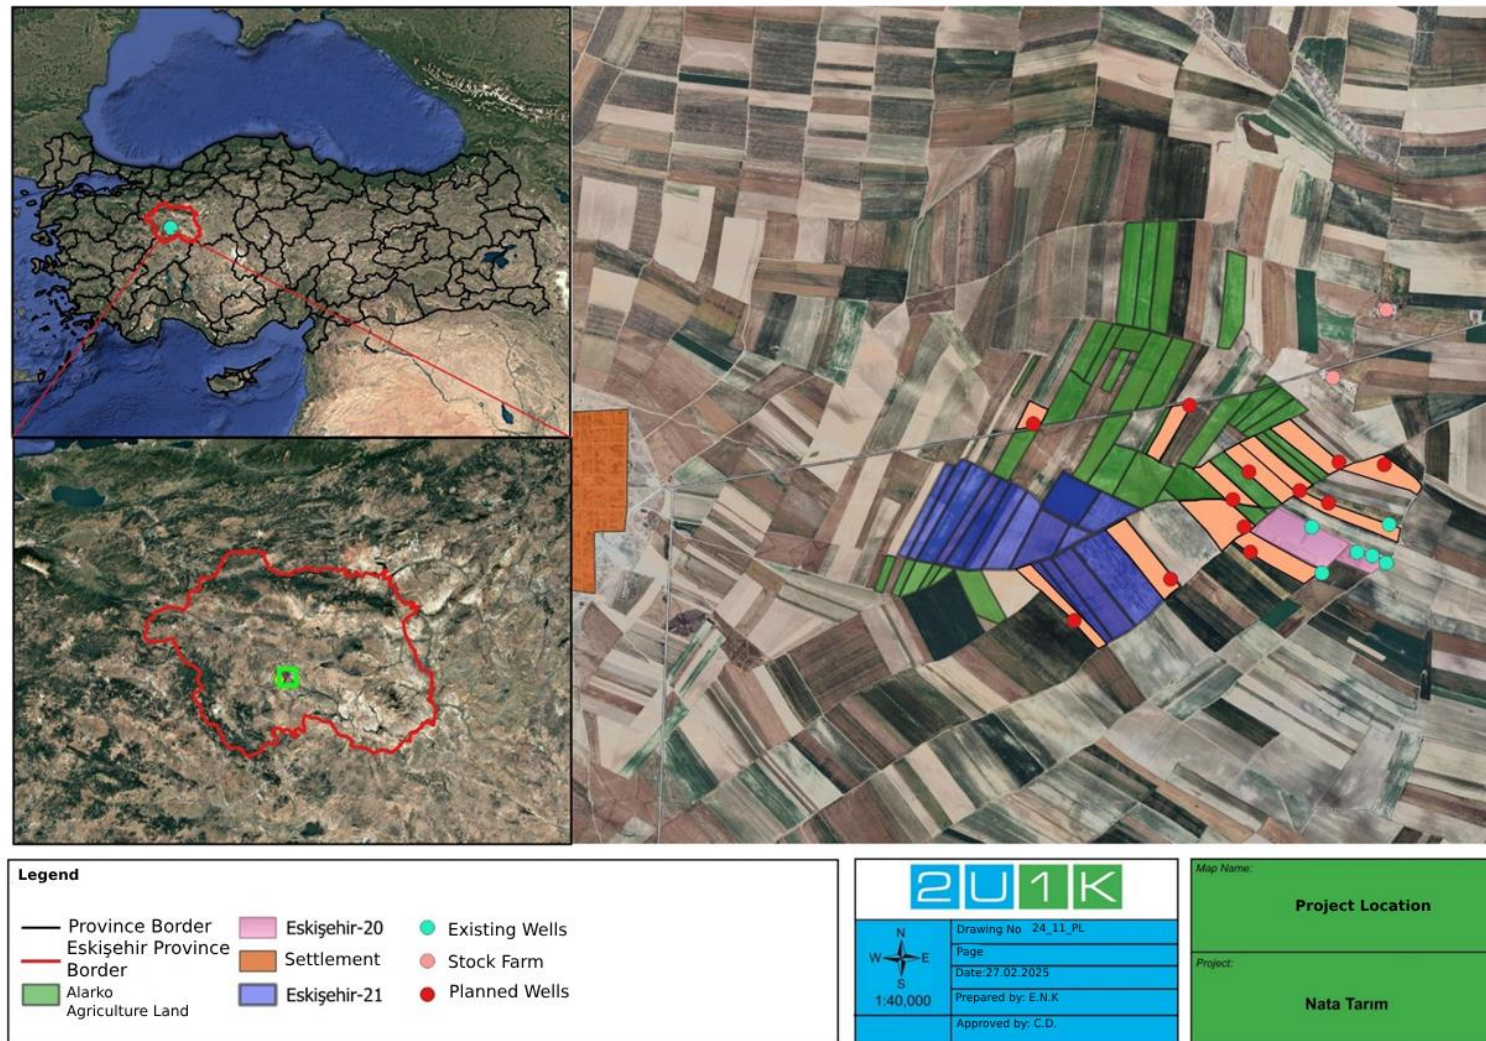 Legend
Province Border
Eskişehir Province
Border
Alarko
Agriculture Land
Eskişehir-20
Settlement
Eskişehir-21
Existing Wells
Stock Farm
Planned Wells
2U1K
N
W E
S
1:40,000
Drawing No 24_11_PL
Page
Date:27.02.2025
Prepared by: E.N.K
Approved by: C.D.
Map Name:
Project Location
Project:
Nata Tarım